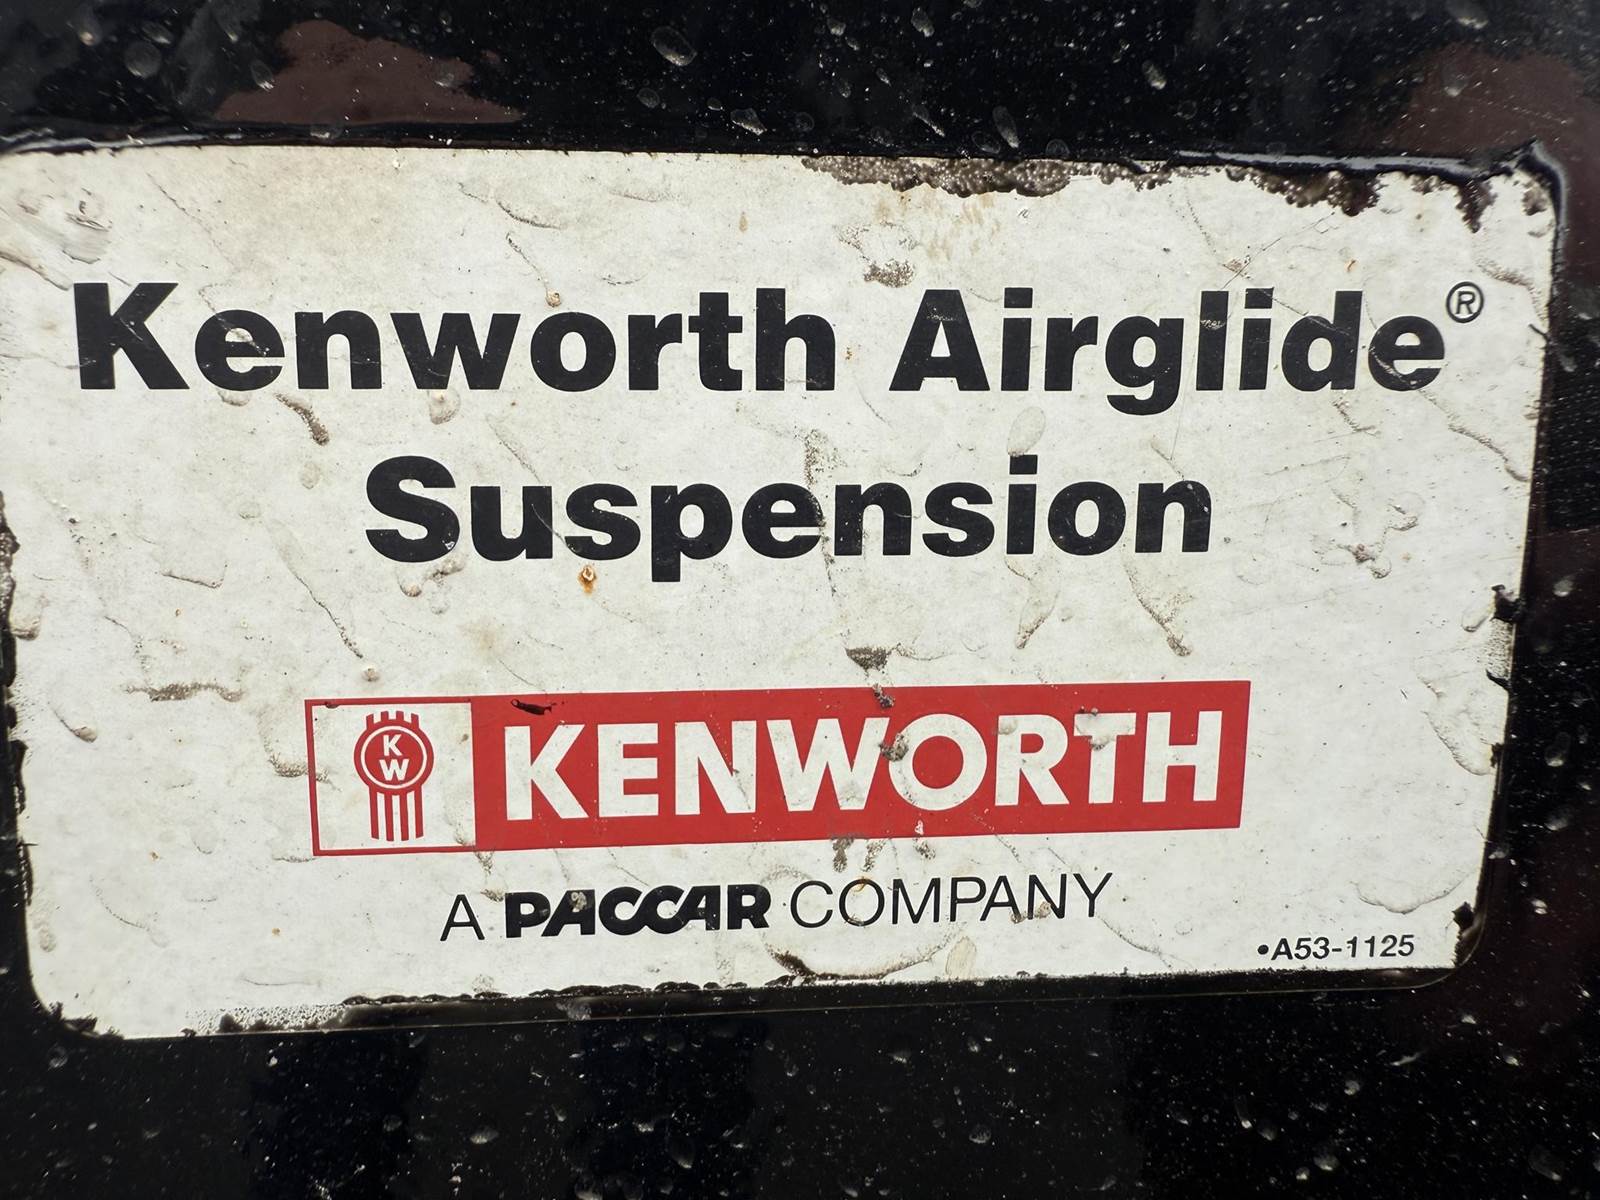 Kenworth Airglide®
Suspension
KW
KENWORTH
A PACCAR COMPANY
•A53-1125